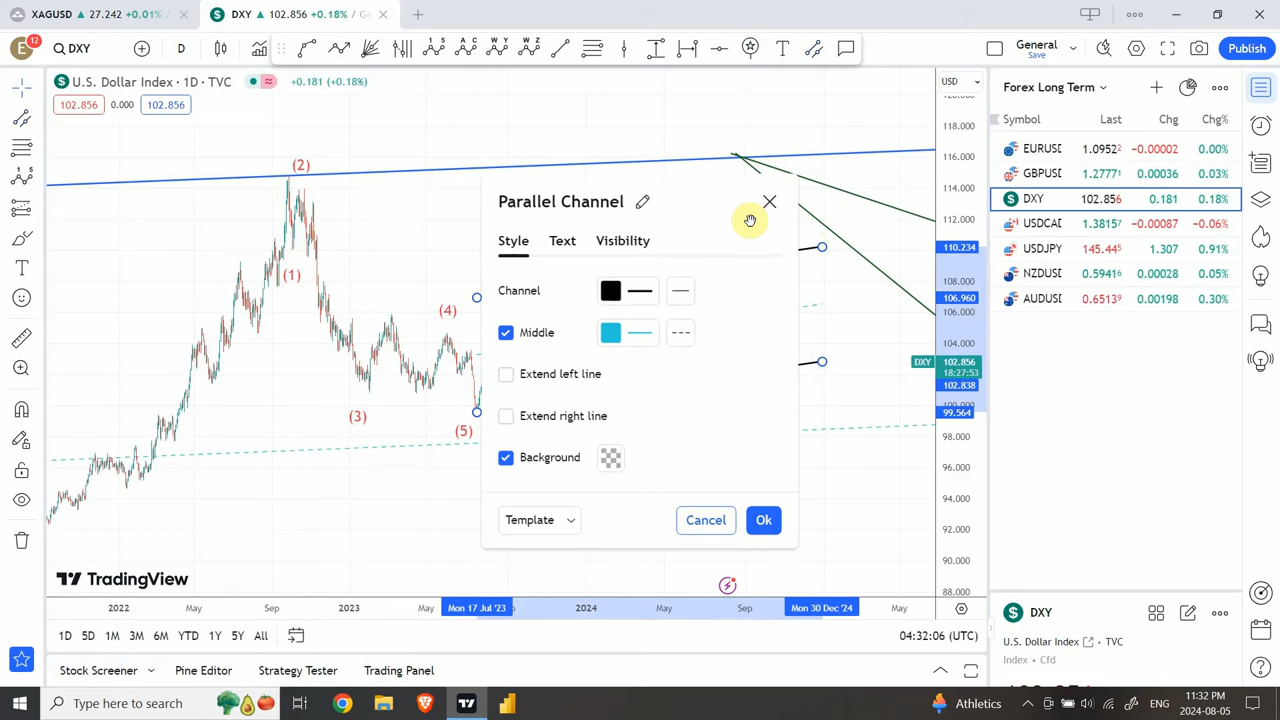 XAGUSD ▲ 27.242 +0.01%
DXY ▲ 102.856 +0.18% / Ge
E 12 DXY D General Save Publish
U.S. Dollar Index · 1D · TVC +0.181 (+0.18%)
102.856 0.000 102.856
USD
118.000
116.000
114.000
112.000
110.234
108.000
106.960
106.000
104.000
DXY 102.856
18:27:53
102.838
99.564
98.000
96.000
94.000
92.000
90.000
88.000
(2)
(1)
(4)
(3)
(5)
Parallel Channel
Style Text Visibility
Channel
Middle
Extend left line
Extend right line
Background
Template Cancel Ok
TradingView
2022 May Sep 2023 May Mon 17 Jul '23 2024 May Sep Mon 30 Dec '24 May
1D 5D 1M 3M 6M YTD 1Y 5Y All 04:32:06 (UTC)
Stock Screener Pine Editor Strategy Tester Trading Panel
Forex Long Term
Symbol Last Chg Chg%
EURUSD 1.0952² −0.00002 0.00%
GBPUSD 1.2777¹ 0.00036 0.03%
DXY 102.856 0.181 0.18%
USDCAD 1.3815⁷ −0.00087 −0.06%
USDJPY 145.44⁵ 1.307 0.91%
NZDUSD 0.5941⁶ 0.00028 0.05%
AUDUSD 0.6513⁹ 0.00198 0.30%
DXY
U.S. Dollar Index • TVC
Index • Cfd
Type here to search
Athletics ENG 11:32 PM
2024-08-05